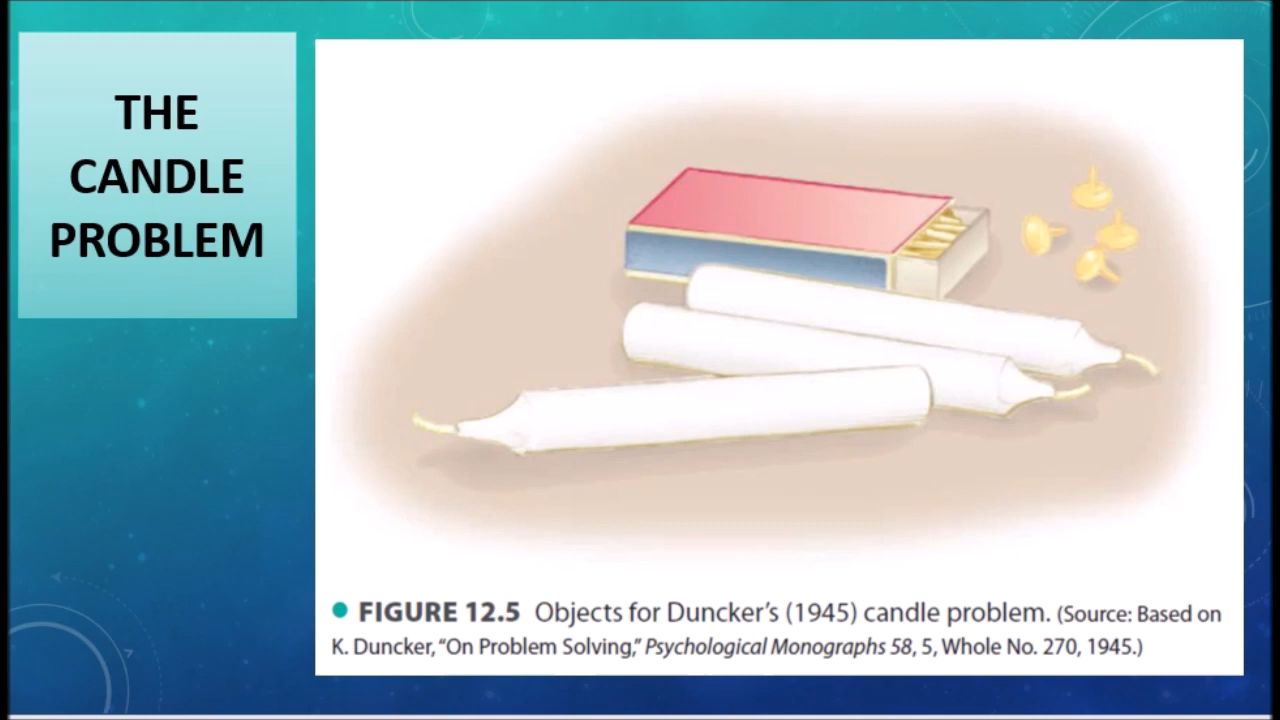 THE
CANDLE
PROBLEM
● FIGURE 12.5 Objects for Duncker's (1945) candle problem. (Source: Based on
K. Duncker, "On Problem Solving," Psychological Monographs 58, 5, Whole No. 270, 1945.)